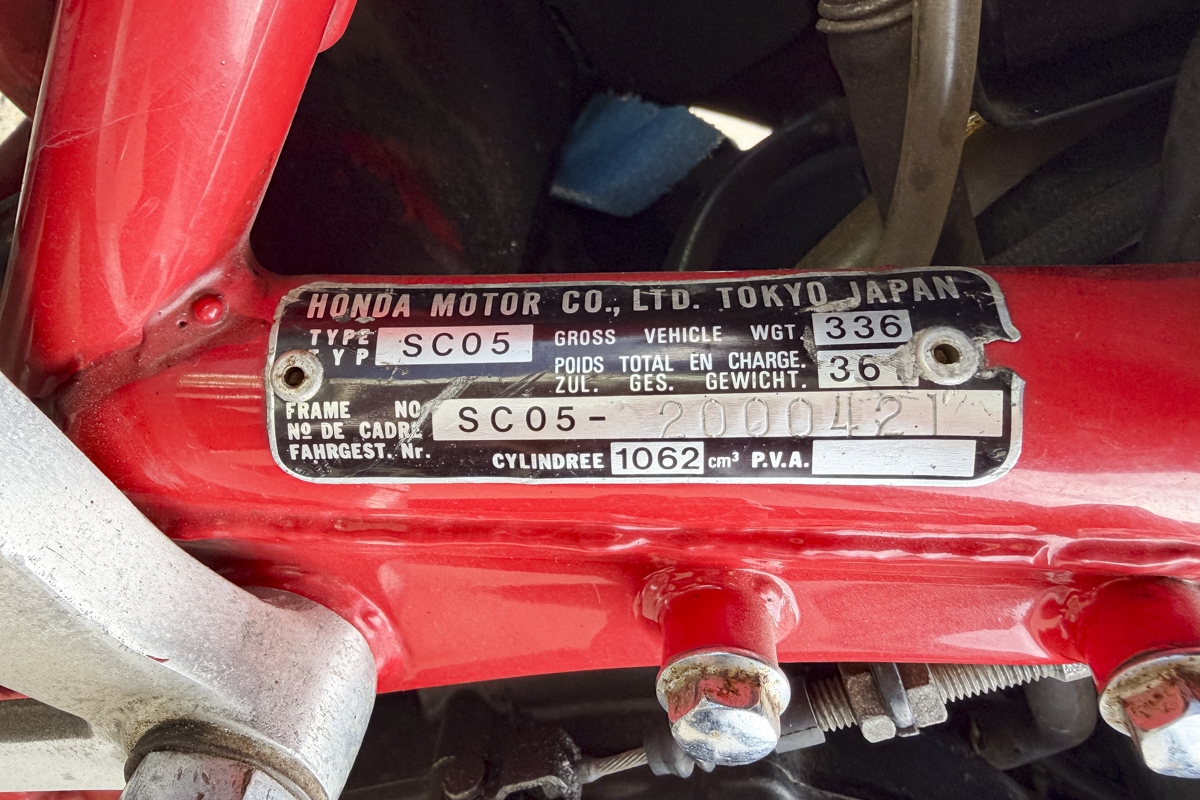 HONDA MOTOR CO., LTD. TOKYO JAPAN
TYPE SC05 GROSS VEHICLE WGT. 336
TYP
POIDS TOTAL EN CHARGE.
ZUL. GES. GEWICHT. 36
FRAME NO. SC05-2000421
Nº DE CADRE
FAHRGEST. Nr.
CYLINDREE 1062 cm³ P.V.A.